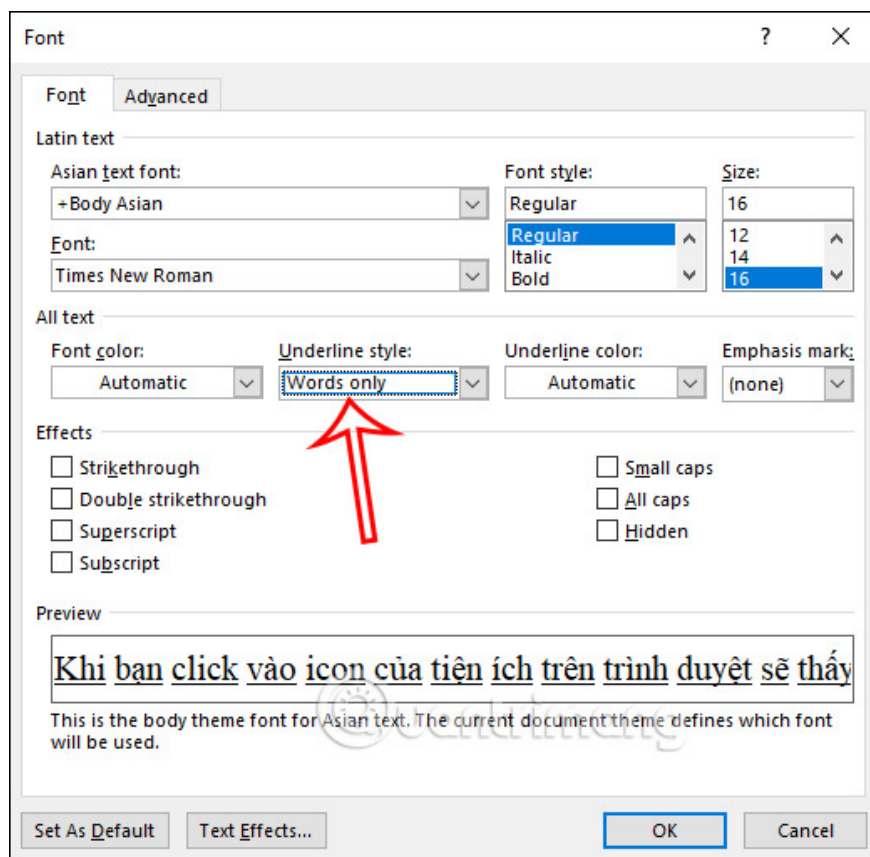 Font ?
Font Advanced
Latin text
Asian text font: Font style: Size:
+Body Asian Regular 16
Regular 12
Font: Italic 14
Times New Roman Bold 16
All text
Font color: Underline style: Underline color: Emphasis mark:
Automatic Words only Automatic (none)
Effects
Strikethrough Small caps
Double strikethrough All caps
Superscript Hidden
Subscript
Preview
Khi bạn click vào icon của tiện ích trên trình duyệt sẽ thấy
This is the body theme font for Asian text. The current document theme defines which font
will be used.
Quantrimang
Set As Default Text Effects... OK Cancel